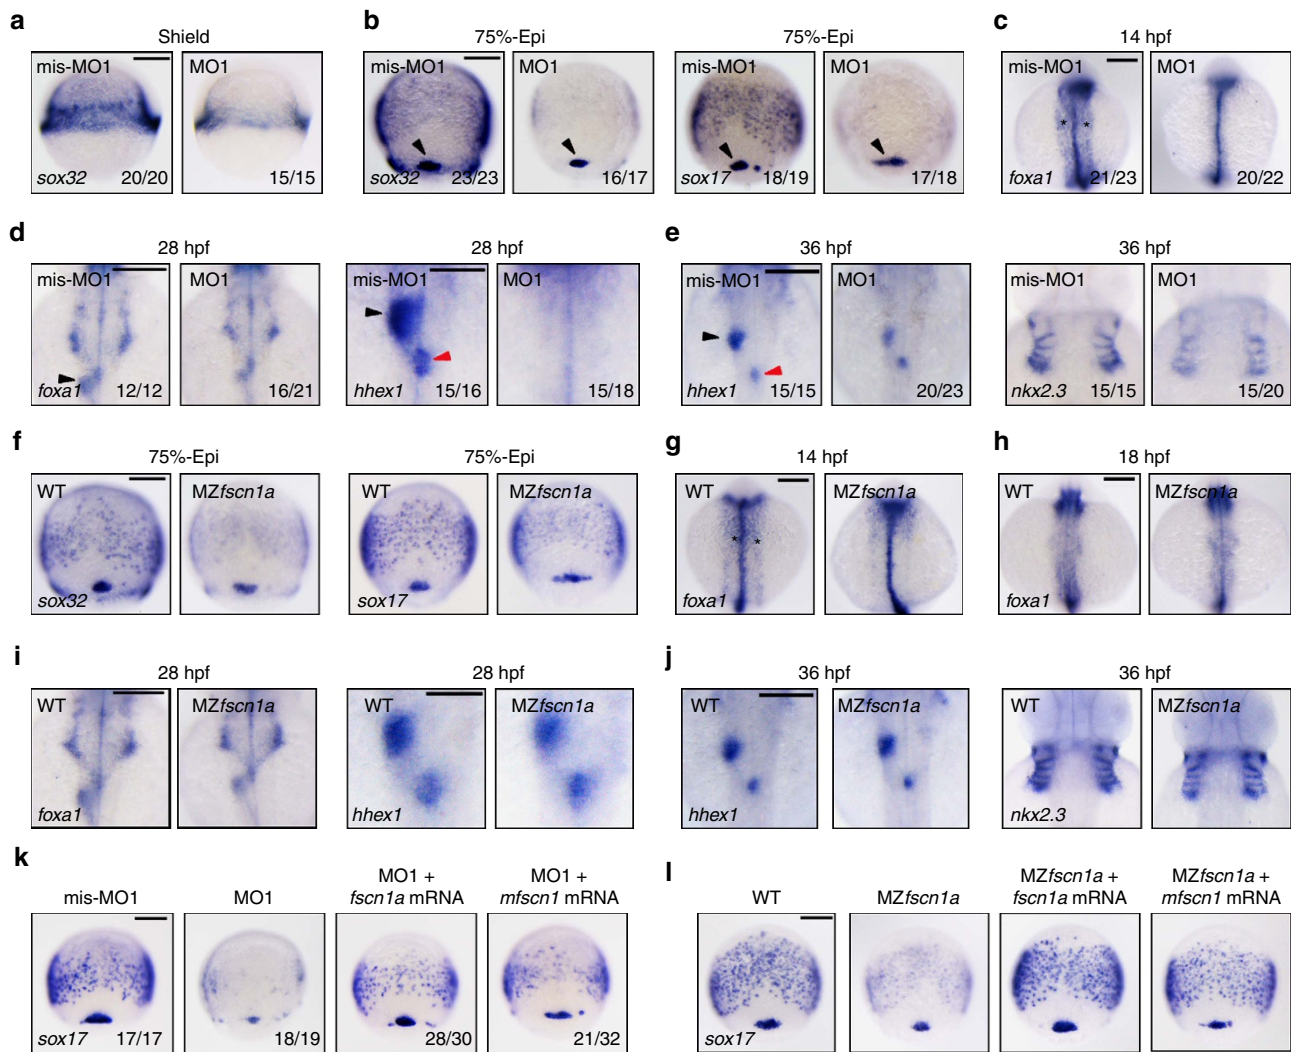 a
Shield
mis-MO1
MO1
sox32
20/20
15/15
b
75%-Epi
75%-Epi
mis-MO1
MO1
mis-MO1
MO1
sox32
23/23
16/17
sox17
18/19
17/18
c
14 hpf
mis-MO1
MO1
* *
foxa1
21/23
20/22
d
28 hpf
28 hpf
mis-MO1
MO1
mis-MO1
MO1
foxa1
12/12
16/21
hhex1
15/16
15/18
e
36 hpf
36 hpf
mis-MO1
MO1
mis-MO1
MO1
hhex1
15/15
20/23
nkx2.3
15/15
15/20
f
75%-Epi
75%-Epi
WT
MZfscn1a
WT
MZfscn1a
sox32
sox17
g
14 hpf
WT
MZfscn1a
* *
foxa1
h
18 hpf
WT
MZfscn1a
foxa1
i
28 hpf
28 hpf
WT
MZfscn1a
WT
MZfscn1a
foxa1
hhex1
j
36 hpf
36 hpf
WT
MZfscn1a
WT
MZfscn1a
hhex1
nkx2.3
k
mis-MO1
MO1
MO1 +
fscn1a mRNA
MO1 +
mfscn1 mRNA
sox17
17/17
18/19
28/30
21/32
l
WT
MZfscn1a
MZfscn1a +
fscn1a mRNA
MZfscn1a +
mfscn1 mRNA
sox17